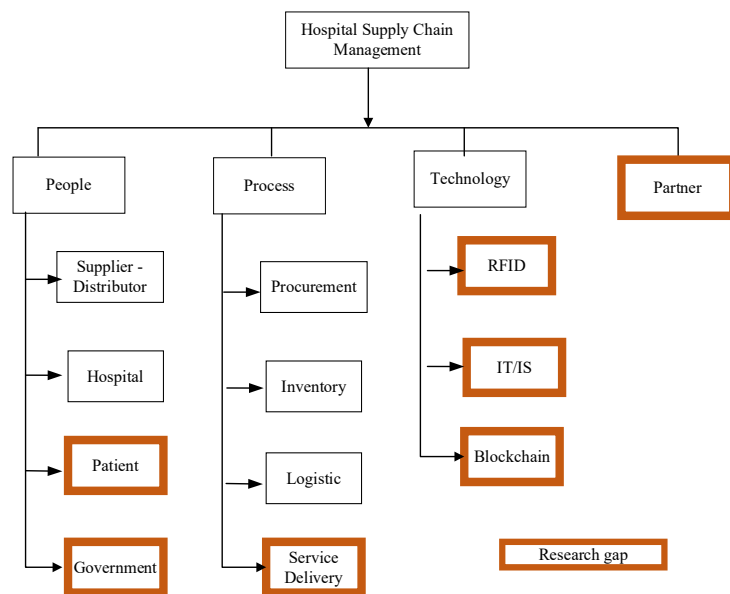 Hospital Supply Chain
Management
People
Process
Technology
Partner
Supplier -
Distributor
Procurement
RFID
Hospital
Inventory
IT/IS
Patient
Logistic
Blockchain
Government
Service
Delivery
Research gap